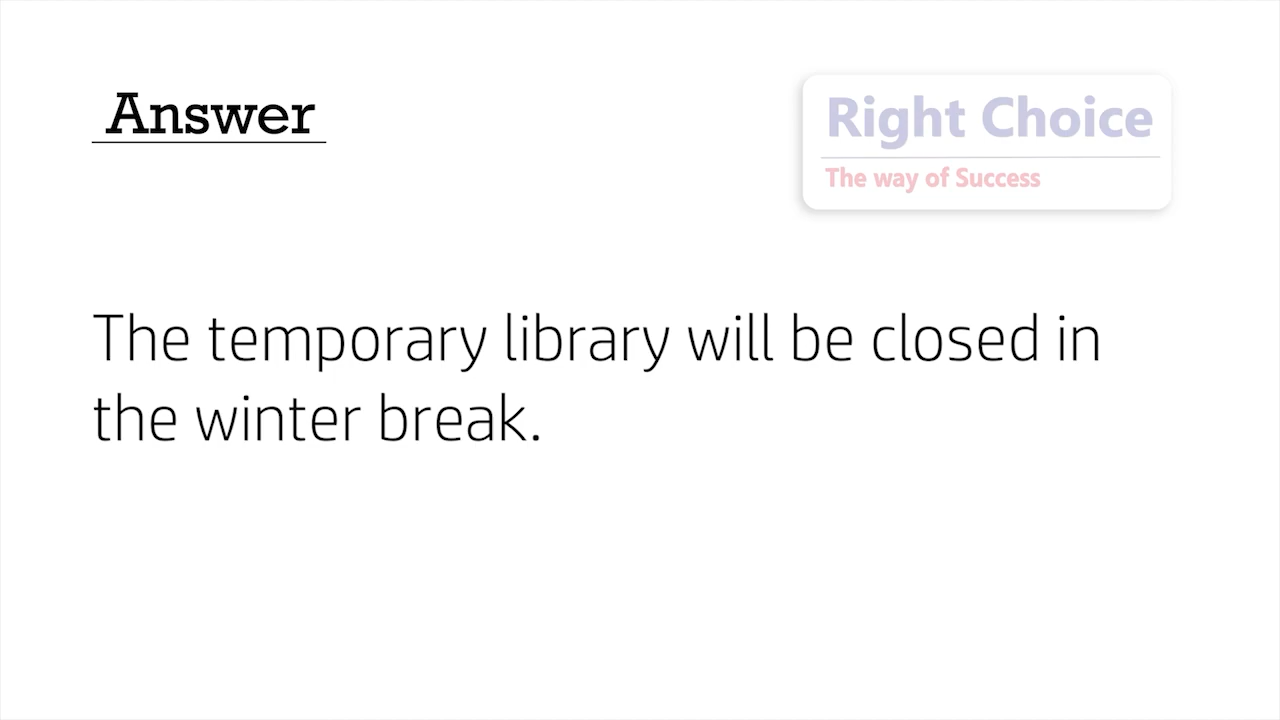 Answer
Right Choice
The way of Success
The temporary library will be closed in
the winter break.